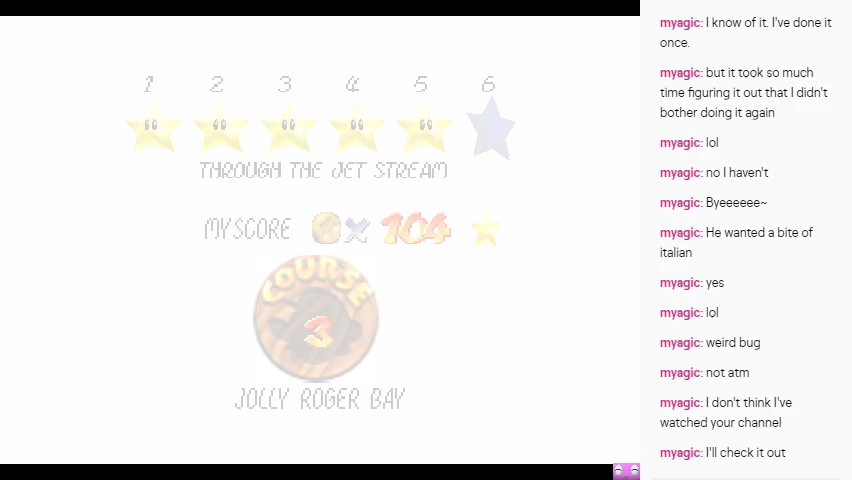 1 2 3 4 5 6
THROUGH THE JET STREAM
MY SCORE x 104
COURSE
3
JOLLY ROGER BAY
myagic: I know of it. I've done it
once.
myagic: but it took so much
time figuring it out that I didn't
bother doing it again
myagic: lol
myagic: no I haven't
myagic: Byeeeeee~
myagic: He wanted a bite of
italian
myagic: yes
myagic: lol
myagic: weird bug
myagic: not atm
myagic: I don't think I've
watched your channel
myagic: I'll check it out